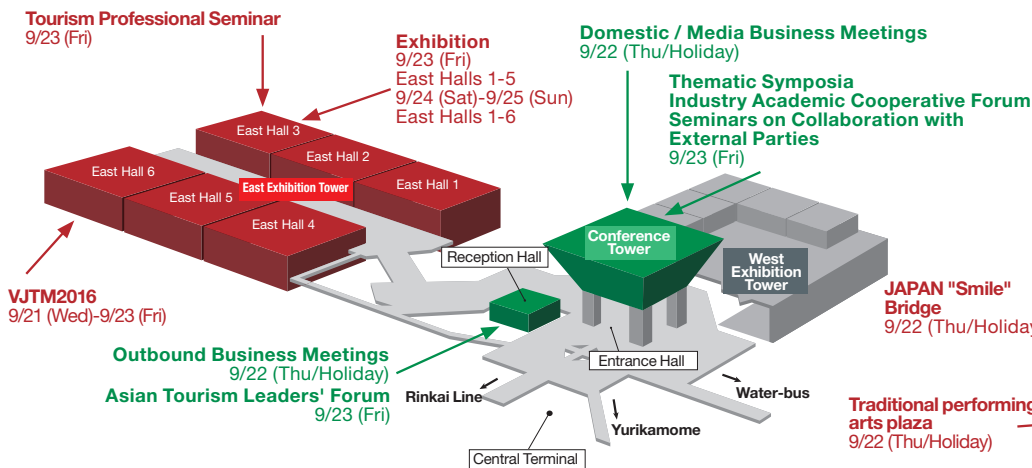 Tourism Professional Seminar
9/23 (Fri)
Exhibition
9/23 (Fri)
East Halls 1-5
9/24 (Sat)-9/25 (Sun)
East Halls 1-6
Domestic / Media Business Meetings
9/22 (Thu/Holiday)
Thematic Symposia
Industry Academic Cooperative Forum
Seminars on Collaboration with
External Parties
9/23 (Fri)
East Hall 3
East Hall 2
East Hall 1
East Hall 6
East Hall 5
East Hall 4
East Exhibition Tower
Conference
Tower
Reception Hall
West
Exhibition
Tower
VJTM2016
9/21 (Wed)-9/23 (Fri)
JAPAN "Smile"
Bridge
9/22 (Thu/Holiday
Outbound Business Meetings
9/22 (Thu/Holiday)
Asian Tourism Leaders' Forum
9/23 (Fri)
Entrance Hall
Rinkai Line
Water-bus
Yurikamome
Central Terminal
Traditional performing
arts plaza
9/22 (Thu/Holiday)